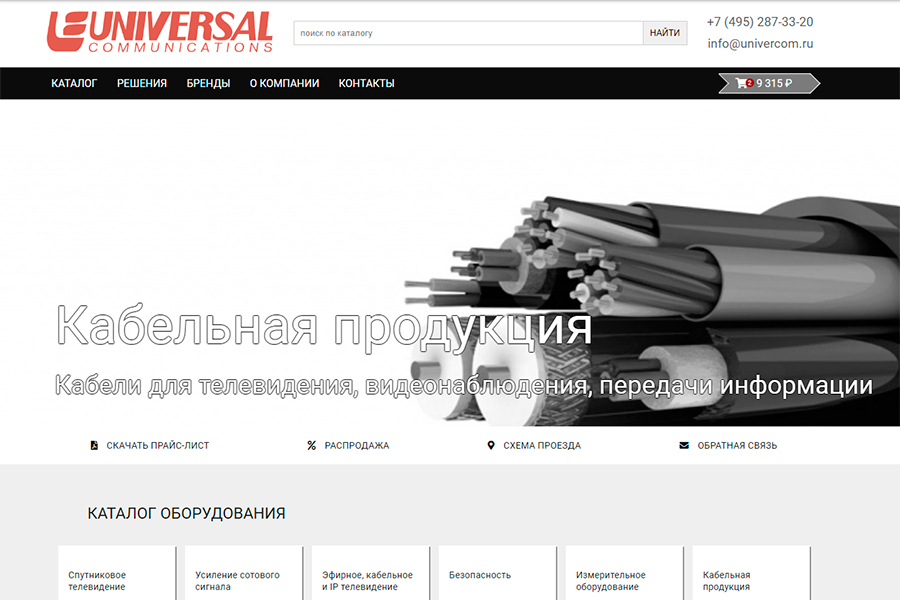 UNIVERSAL
COMMUNICATIONS
поиск по каталогу
НАЙТИ
+7 (495) 287-33-20
info@univercom.ru
КАТАЛОГ РЕШЕНИЯ БРЕНДЫ О КОМПАНИИ КОНТАКТЫ
2 9 315 ₽
Кабельная продукция
Кабели для телевидения, видеонаблюдения, передачи информации
СКАЧАТЬ ПРАЙС-ЛИСТ РАСПРОДАЖА СХЕМА ПРОЕЗДА ОБРАТНАЯ СВЯЗЬ
КАТАЛОГ ОБОРУДОВАНИЯ
Спутниковое
телевидение
Усиление сотового
сигнала
Эфирное, кабельное
и IP телевидение
Безопасность
Измерительное
оборудование
Кабельная
продукция